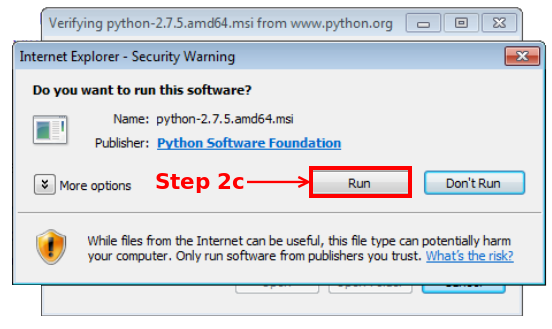 Verifying python-2.7.5.amd64.msi from www.python.org
Internet Explorer - Security Warning
Do you want to run this software?
Name: python-2.7.5.amd64.msi
Publisher: Python Software Foundation
More options
Step 2c
Run
Don't Run
While files from the Internet can be useful, this file type can potentially harm
your computer. Only run software from publishers you trust. What's the risk?